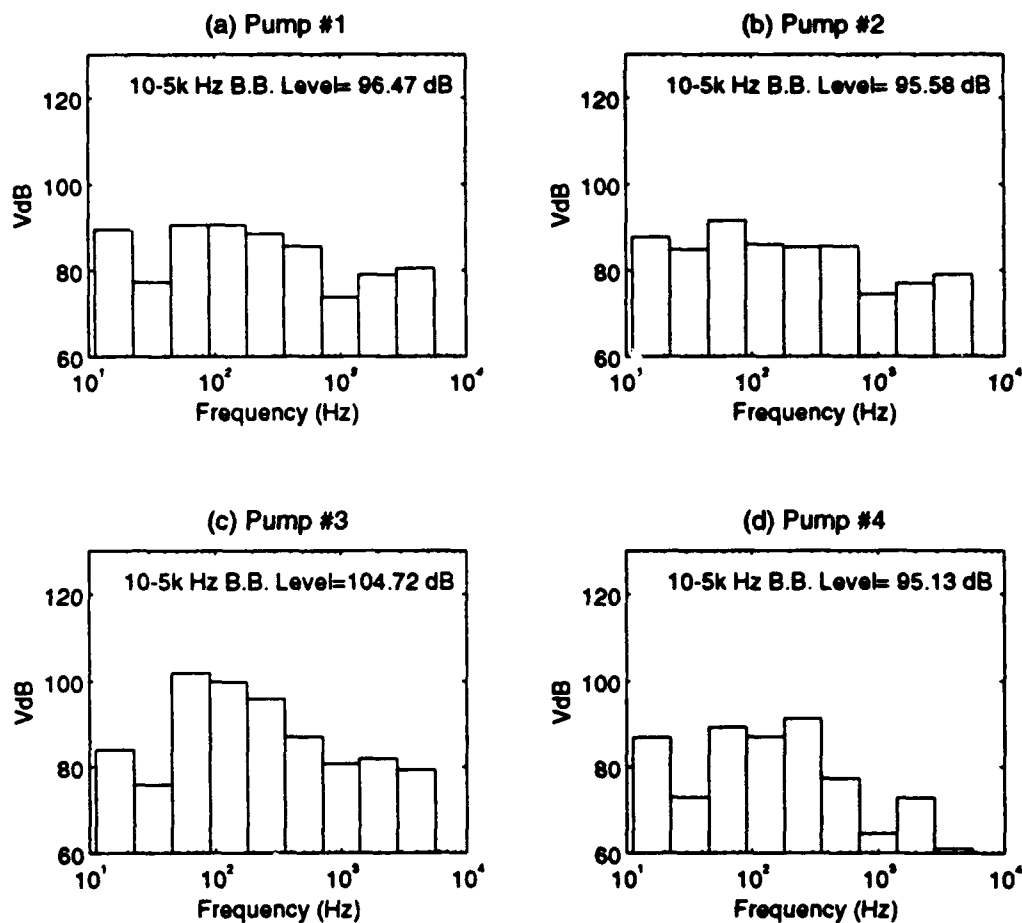 (a) Pump #1
10-5k Hz B.B. Level= 96.47 dB
120
100
80
60
VdB
10¹ 10² 10³ 10⁴
Frequency (Hz)
(b) Pump #2
10-5k Hz B.B. Level= 95.58 dB
120
100
80
60
VdB
10¹ 10² 10³ 10⁴
Frequency (Hz)
(c) Pump #3
10-5k Hz B.B. Level=104.72 dB
120
100
80
60
VdB
10¹ 10² 10³ 10⁴
Frequency (Hz)
(d) Pump #4
10-5k Hz B.B. Level= 95.13 dB
120
100
80
60
VdB
10¹ 10² 10³ 10⁴
Frequency (Hz)